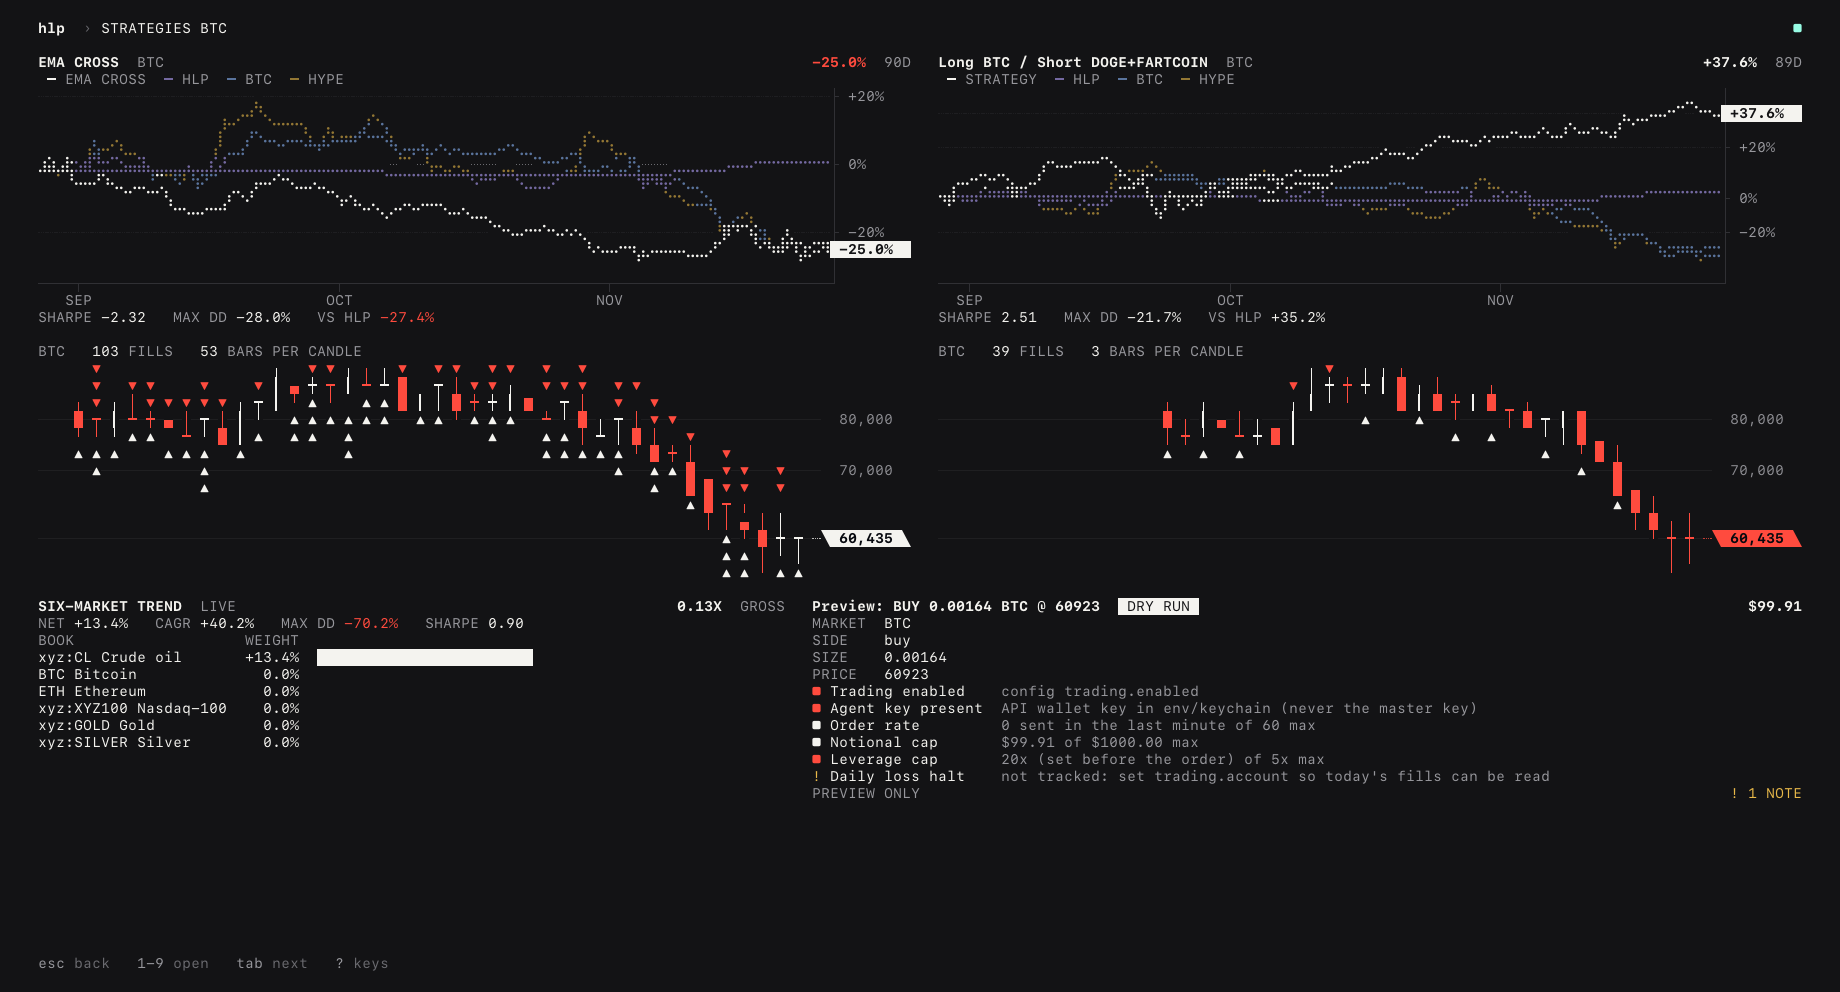 hlp › STRATEGIES BTC
EMA CROSS BTC −25.0% 90D
EMA CROSS HLP BTC HYPE
+20%
0%
−20%
−25.0%
SEP OCT NOV
SHARPE −2.32 MAX DD −28.0% VS HLP −27.4%
Long BTC / Short DOGE+FARTCOIN BTC +37.6% 89D
STRATEGY HLP BTC HYPE
+37.6%
+20%
0%
−20%
SEP OCT NOV
SHARPE 2.51 MAX DD −21.7% VS HLP +35.2%
BTC 103 FILLS 53 BARS PER CANDLE
80,000
70,000
60,435
BTC 39 FILLS 3 BARS PER CANDLE
80,000
70,000
60,435
SIX−MARKET TREND LIVE 0.13X GROSS
NET +13.4% CAGR +40.2% MAX DD −70.2% SHARPE 0.90
BOOK WEIGHT
xyz:CL Crude oil +13.4%
BTC Bitcoin 0.0%
ETH Ethereum 0.0%
xyz:XYZ100 Nasdaq−100 0.0%
xyz:GOLD Gold 0.0%
xyz:SILVER Silver 0.0%
Preview: BUY 0.00164 BTC @ 60923 DRY RUN $99.91
MARKET BTC
SIDE buy
SIZE 0.00164
PRICE 60923
Trading enabled config trading.enabled
Agent key present API wallet key in env/keychain (never the master key)
Order rate 0 sent in the last minute of 60 max
Notional cap $99.91 of $1000.00 max
Leverage cap 20x (set before the order) of 5x max
! Daily loss halt not tracked: set trading.account so today's fills can be read
PREVIEW ONLY ! 1 NOTE
esc back 1−9 open tab next ? keys